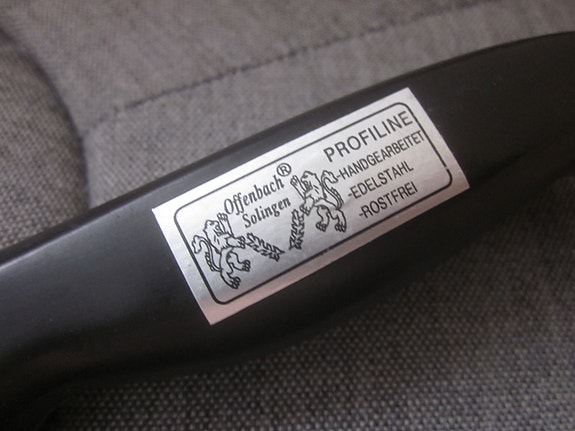 Offenbach®
Solingen
PROFILINE
-HANDGEARBEITET
-EDELSTAHL
-ROSTFREI